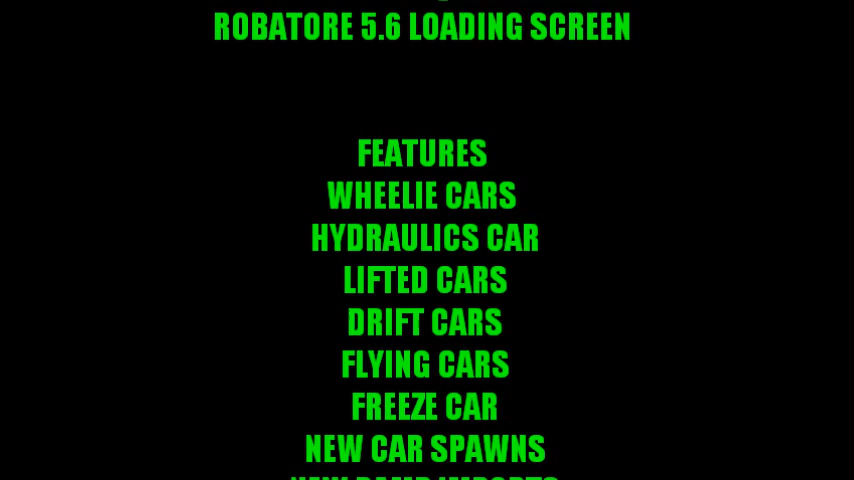 ROBATORE 5.6 LOADING SCREEN
FEATURES
WHEELIE CARS
HYDRAULICS CAR
LIFTED CARS
DRIFT CARS
FLYING CARS
FREEZE CAR
NEW CAR SPAWNS